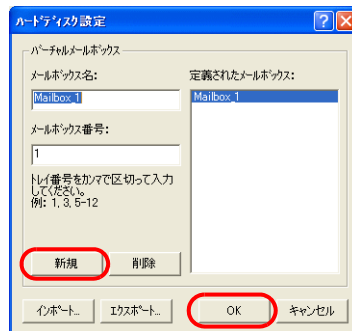 ハードディスク設定
バーチャルメールボックス
メールボックス名:
Mailbox_1
メールボックス番号:
1
トレイ番号をカンマで区切って入力
してください。
例: 1, 3, 5-12
新規
削除
定義されたメールボックス:
Mailbox_1
インポート...
エクスポート...
OK
キャンセル